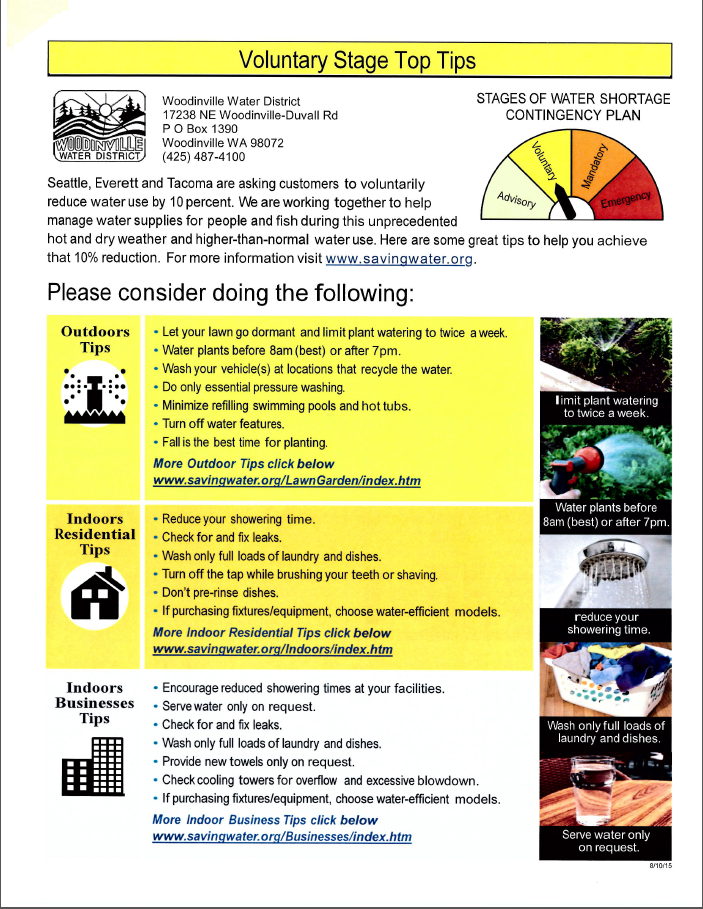 Voluntary Stage Top Tips
WOODINVILLE
WATER DISTRICT
Woodinville Water District
17238 NE Woodinville-Duvall Rd
P O Box 1390
Woodinville WA 98072
(425) 487-4100
STAGES OF WATER SHORTAGE
CONTINGENCY PLAN
Advisory
Voluntary
Mandatory
Emergency
Seattle, Everett and Tacoma are asking customers to voluntarily
reduce water use by 10 percent. We are working together to help
manage water supplies for people and fish during this unprecedented
hot and dry weather and higher-than-normal water use. Here are some great tips to help you achieve
that 10% reduction. For more information visit www.savingwater.org.
Please consider doing the following:
Outdoors
Tips
• Let your lawn go dormant and limit plant watering to twice a week.
• Water plants before 8am (best) or after 7pm.
• Wash your vehicle(s) at locations that recycle the water.
• Do only essential pressure washing.
• Minimize refilling swimming pools and hot tubs.
• Turn off water features.
• Fall is the best time for planting.
More Outdoor Tips click below
www.savingwater.org/LawnGarden/index.htm
Indoors
Residential
Tips
• Reduce your showering time.
• Check for and fix leaks.
• Wash only full loads of laundry and dishes.
• Turn off the tap while brushing your teeth or shaving.
• Don't pre-rinse dishes.
• If purchasing fixtures/equipment, choose water-efficient models.
More Indoor Residential Tips click below
www.savingwater.org/Indoors/index.htm
Indoors
Businesses
Tips
• Encourage reduced showering times at your facilities.
• Serve water only on request.
• Check for and fix leaks.
• Wash only full loads of laundry and dishes.
• Provide new towels only on request.
• Check cooling towers for overflow and excessive blowdown.
• If purchasing fixtures/equipment, choose water-efficient models.
More Indoor Business Tips click below
www.savingwater.org/Businesses/index.htm
limit plant watering
to twice a week.
Water plants before
8am (best) or after 7pm.
reduce your
showering time.
Wash only full loads of
laundry and dishes.
Serve water only
on request.
8/10/15